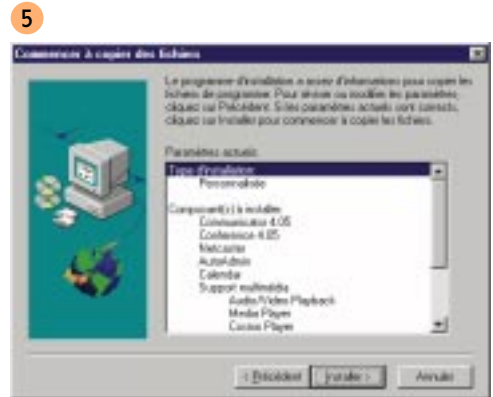 5
Commencer à copier des fichiers
Le programme d'installation a assez d'informations pour copier les
fichiers de programme. Pour réviser ou modifier les paramètres,
cliquez sur Précédent. Si les paramètres actuels sont corrects,
cliquez sur Installer pour commencer à copier les fichiers.
Paramètres actuels:
Type d'installation:
Personnalisée
Composant(s) à installer:
Communicator 4.05
Conference 4.05
Netcaster
AutoAdmin
Calendar
Support multimédia
Audio/Video Playback
Media Player
Cosmo Player
< Précédent
Installer >
Annuler